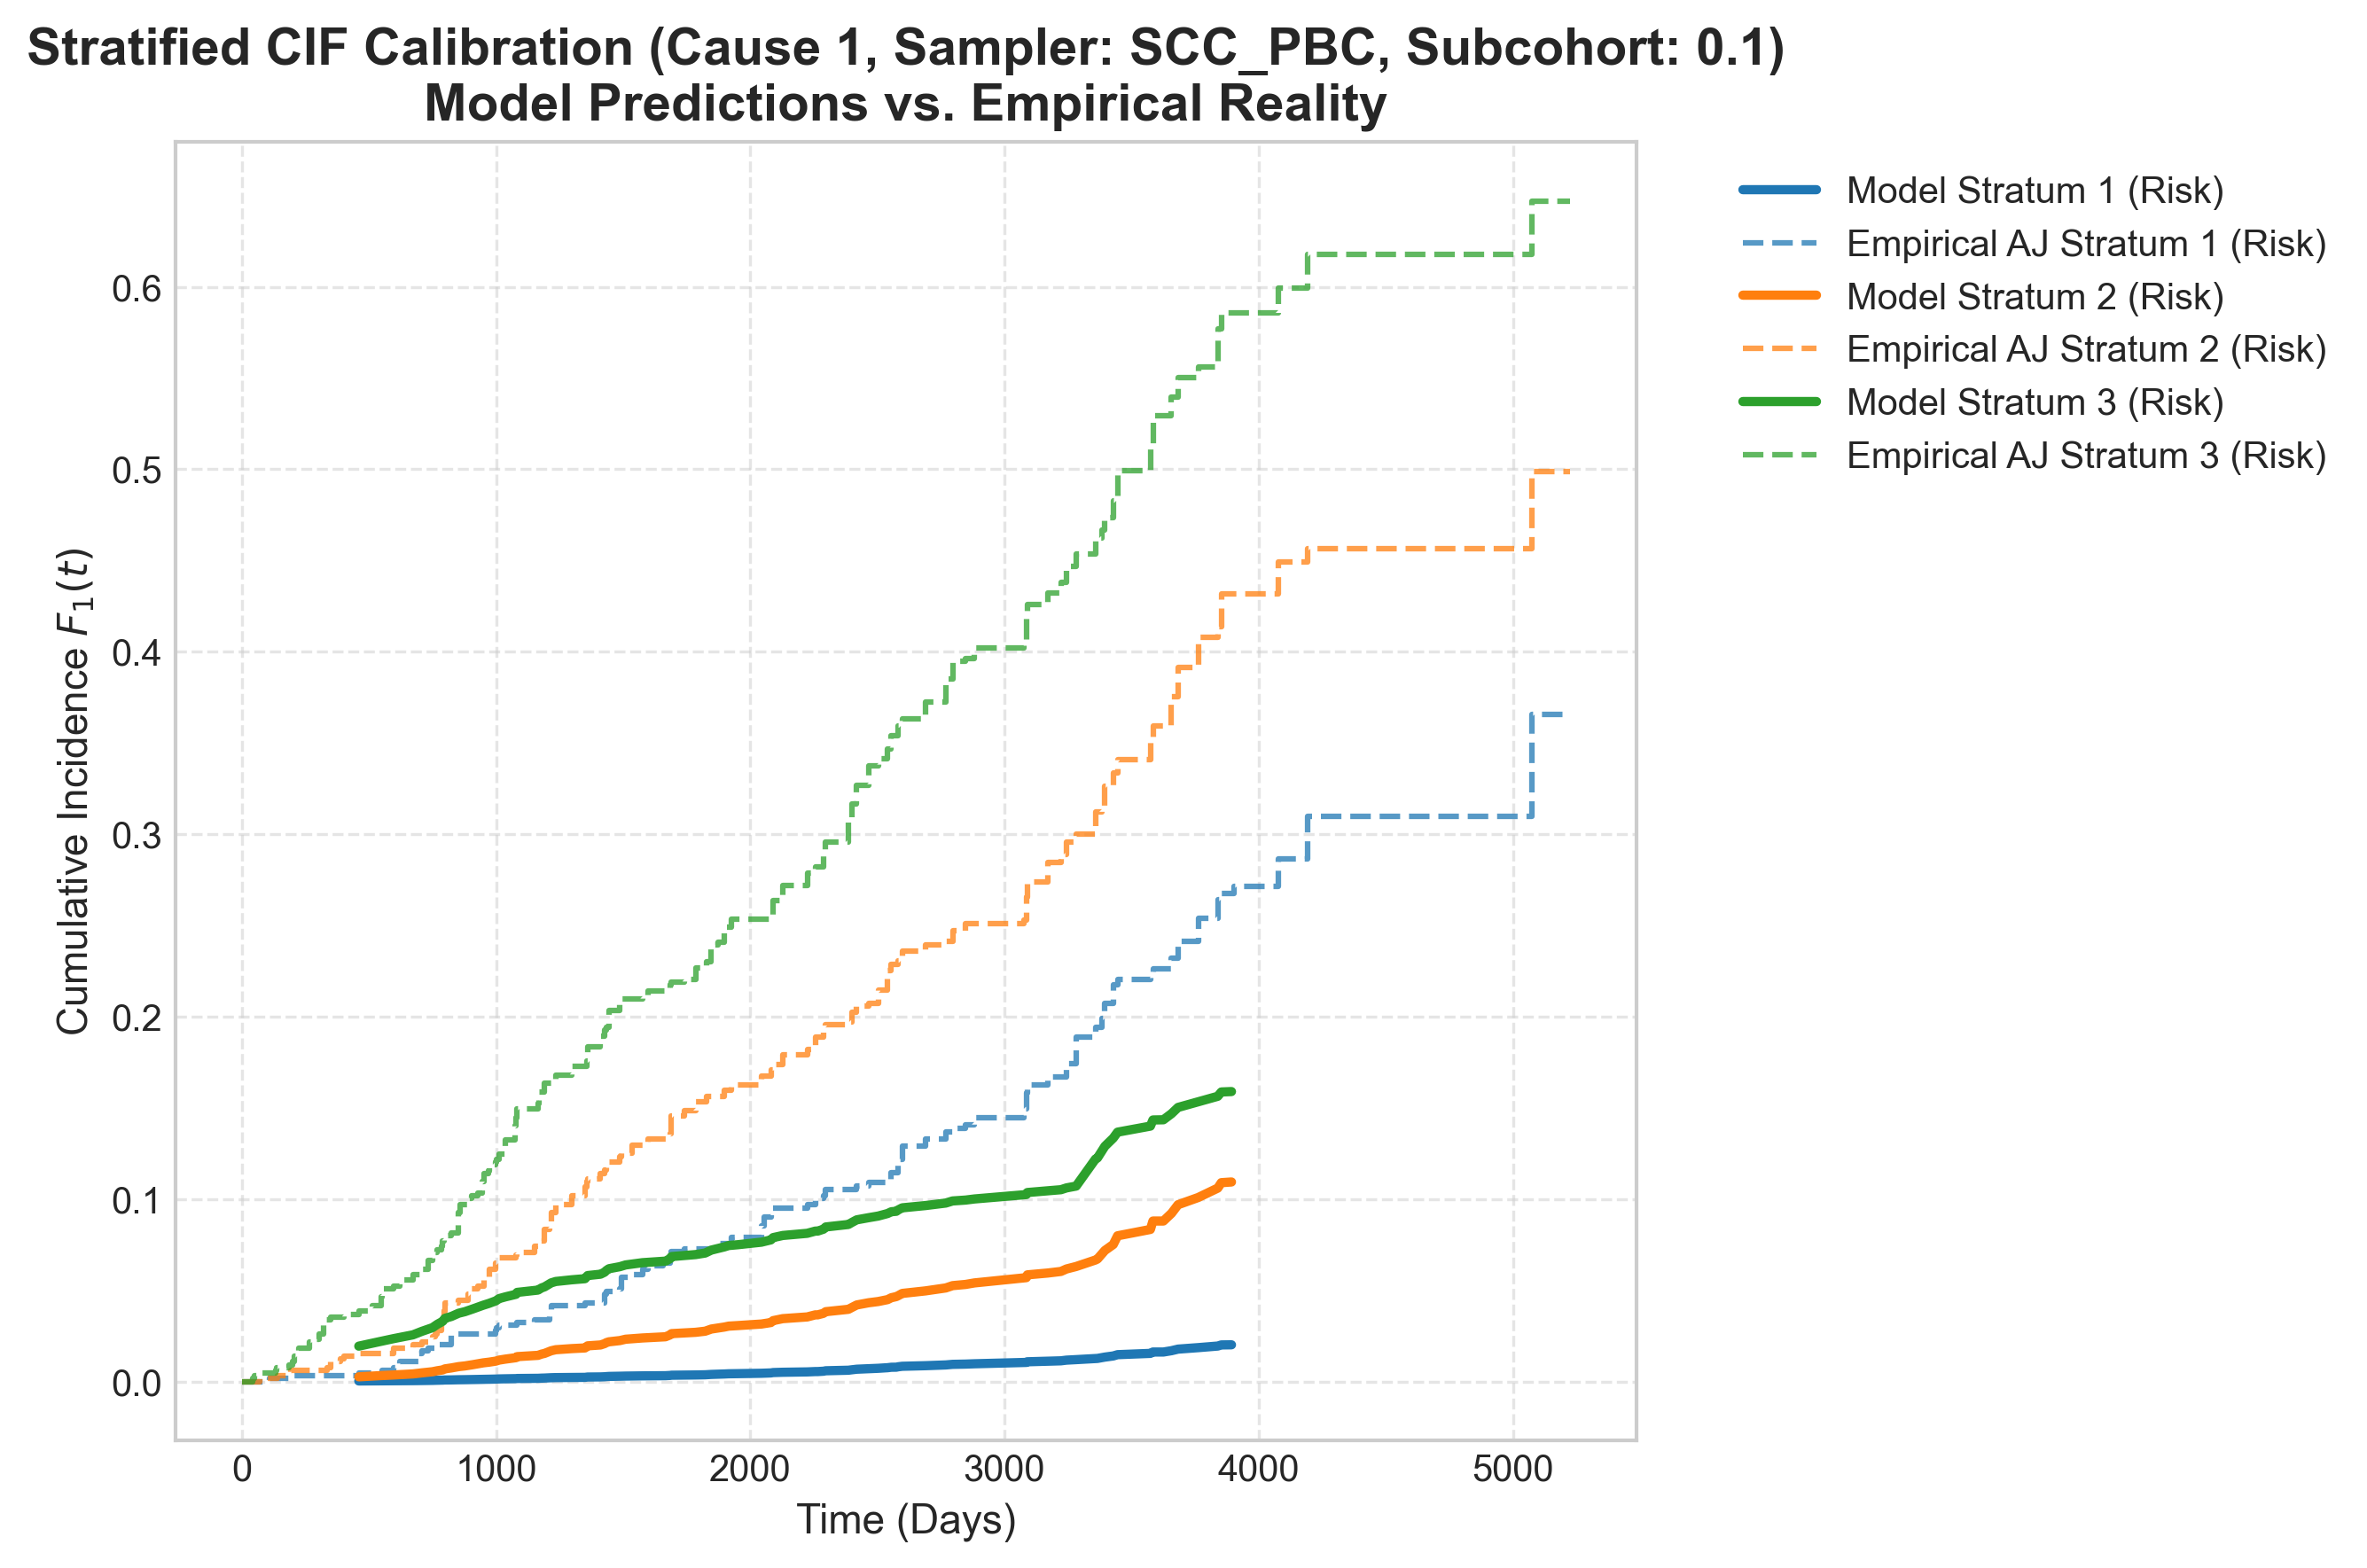 Stratified CIF Calibration (Cause 1, Sampler: SCC_PBC, Subcohort: 0.1)
Model Predictions vs. Empirical Reality
Model Stratum 1 (Risk)
Empirical AJ Stratum 1 (Risk)
Model Stratum 2 (Risk)
Empirical AJ Stratum 2 (Risk)
Model Stratum 3 (Risk)
Empirical AJ Stratum 3 (Risk)
Cumulative Incidence F₁(t)
0.6
0.5
0.4
0.3
0.2
0.1
0.0
0 1000 2000 3000 4000 5000
Time (Days)